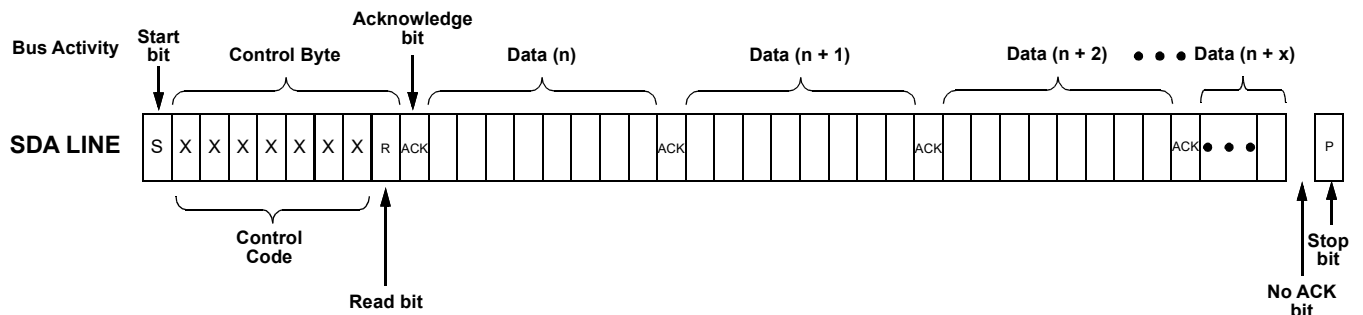 Bus Activity
Start
bit
Control Byte
Acknowledge
bit
Data (n)
Data (n + 1)
Data (n + 2) • • • Data (n + x)
SDA LINE
S X X X X X X X R ACK ACK ACK ACK • • • P
Control
Code
Read bit
No ACK
bit
Stop
bit